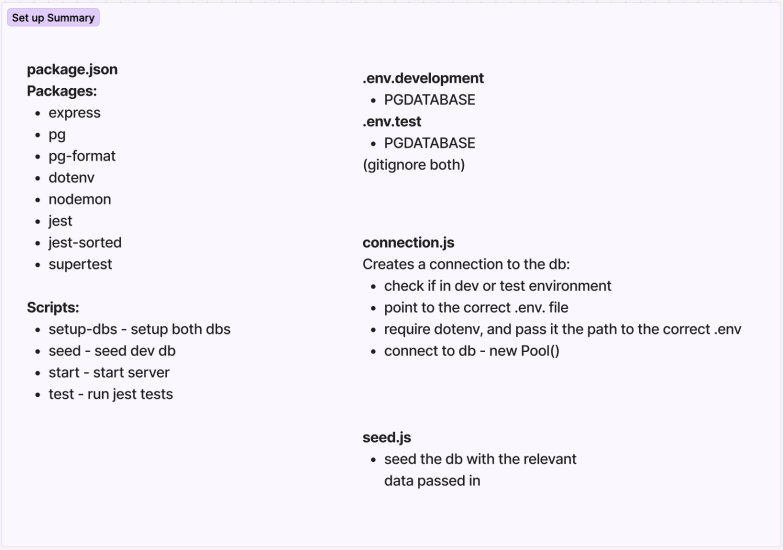 Set up Summary
package.json
Packages:
• express
• pg
• pg-format
• dotenv
• nodemon
• jest
• jest-sorted
• supertest
Scripts:
• setup-dbs - setup both dbs
• seed - seed dev db
• start - start server
• test - run jest tests
.env.development
• PGDATABASE
.env.test
• PGDATABASE
(gitignore both)
connection.js
Creates a connection to the db:
• check if in dev or test environment
• point to the correct .env. file
• require dotenv, and pass it the path to the correct .env
• connect to db - new Pool()
seed.js
• seed the db with the relevant
data passed in